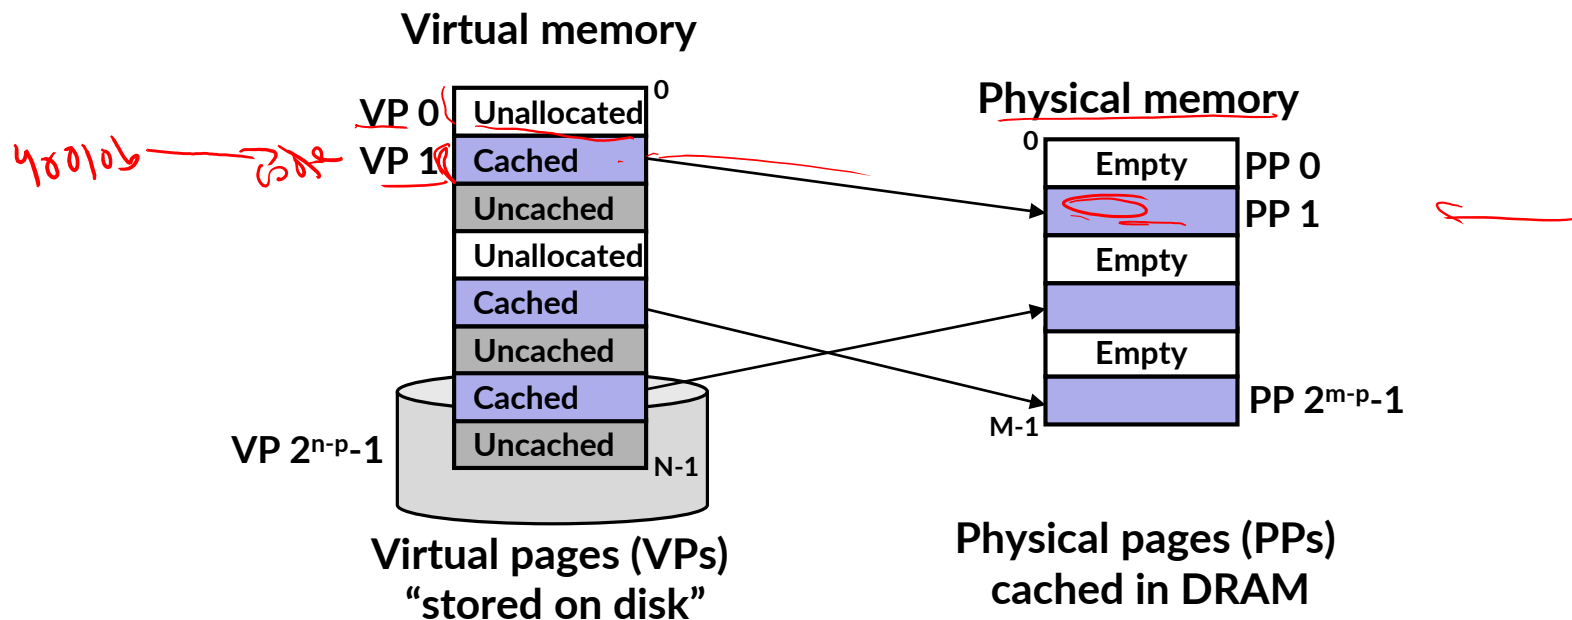 Virtual memory
0
VP 0
Unallocated
400106
VP 1
Cached
Uncached
Unallocated
Cached
Uncached
Cached
VP 2ⁿ⁻ᵖ-1
Uncached
N-1
Virtual pages (VPs)
“stored on disk”
Physical memory
0
Empty
PP 0
PP 1
Empty
Empty
PP 2ᵐ⁻ᵖ-1
M-1
Physical pages (PPs)
cached in DRAM